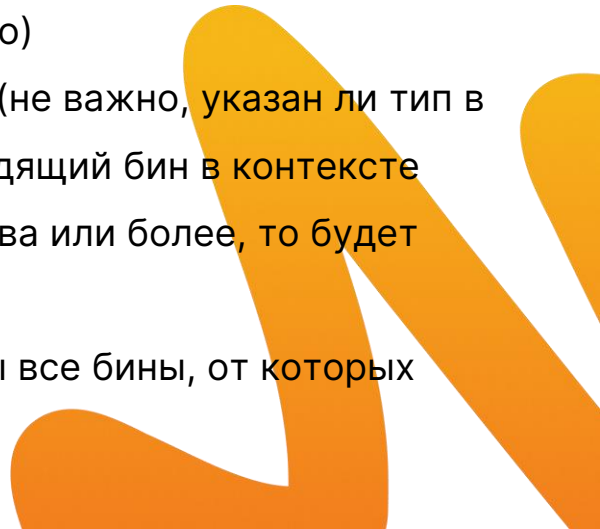 о)
(не важно, указан ли тип в
дящий бин в контексте
ва или более, то будет
ы все бины, от которых